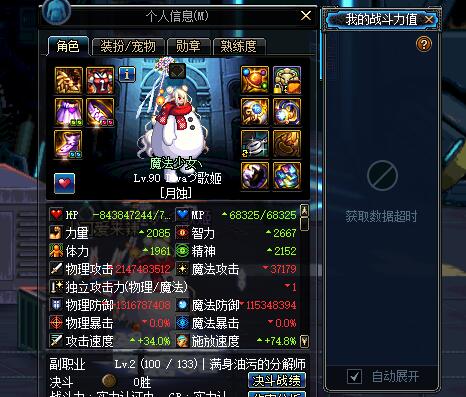 个人信息(M)
角色
装扮/宠物
勋章
熟练度
魔法少女
Lv.90
歌姬
[月蚀]
HP -843847244/7... MP 68325/68325
力量 2085 智力 2667
体力 1961 精神 2152
物理攻击 2147483512 魔法攻击 37179
独立攻击力(物理/魔法) 1
物理防御 -1316787408 魔法防御 115348394
物理暴击 0.0% 魔法暴击 0.0%
攻击速度 +34.0% 施放速度 +74.8%
副职业 Lv.2 (100 / 133) | 满身油污的分解师
决斗 0胜 决斗战绩
我的战斗力值
获取数据超时
自动展开